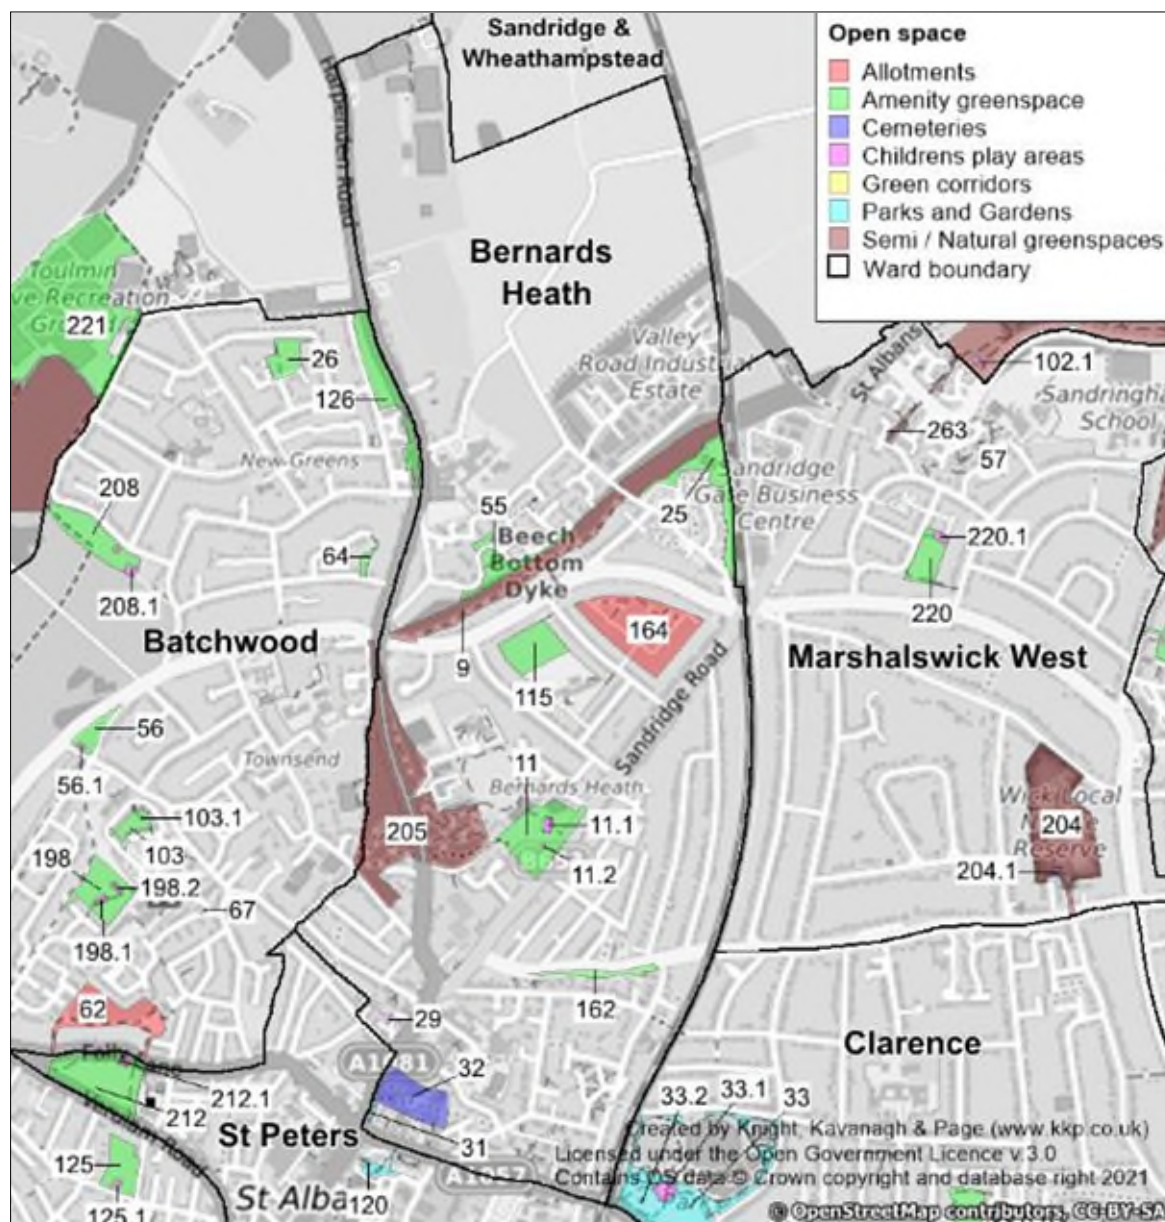 Sandridge &
Wheathampstead
Open space
Allotments
Amenity greenspace
Cemeteries
Childrens play areas
Green corridors
Parks and Gardens
Semi / Natural greenspaces
Ward boundary
Harpenden Road
Bernards
Heath
Toulmin
ve Recreation
221
26
126
Valley
Road Industrial
Estate
St Albans
102.1
Sandringha
School
263
57
New Greens
208
55
Beech
Bottom
Dyke
Sandridge
Gate Business
Centre
25
64
208.1
220.1
220
Batchwood
9
164
115
Sandridge Road
Marshalswick West
56
56.1
Townsend
11
Bernards Heath
103.1
103
198
198.2
198.1
67
205
11.1
11.2
204
Reserve
204.1
162
62
29
Clarence
A1081
32
31
212.1
212
St Peters
125
125.1
120
St Alba
A1057
33.2
33.1
33
Created by Knight, Kavanagh & Page (www.kkp.co.uk)
Licensed under the Open Government Licence v.3.0
Contains OS data © Crown copyright and database right 2021
© OpenStreetMap contributors, CC-BY-SA